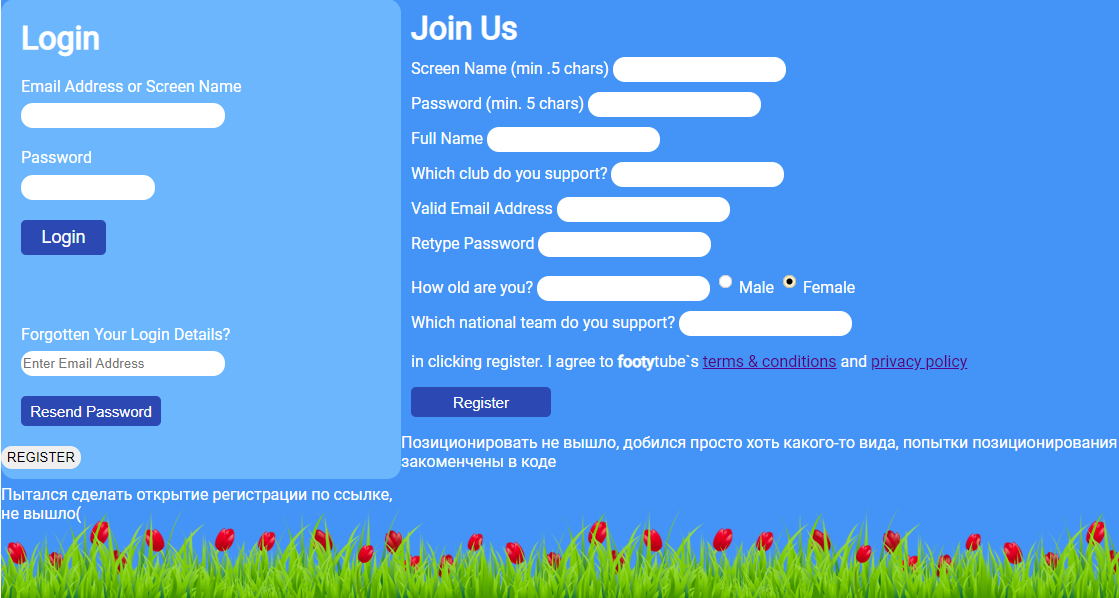 Login
Email Address or Screen Name
Password
Login
Forgotten Your Login Details?
Enter Email Address
Resend Password
REGISTER
Пытался сделать открытие регистрации по ссылке,
не вышло(
Join Us
Screen Name (min .5 chars)
Password (min. 5 chars)
Full Name
Which club do you support?
Valid Email Address
Retype Password
How old are you? Male Female
Which national team do you support?
in clicking register. I agree to footytube`s terms & conditions and privacy policy
Register
Позиционировать не вышло, добился просто хоть какого-то вида, попытки позиционирования
закоменчены в коде